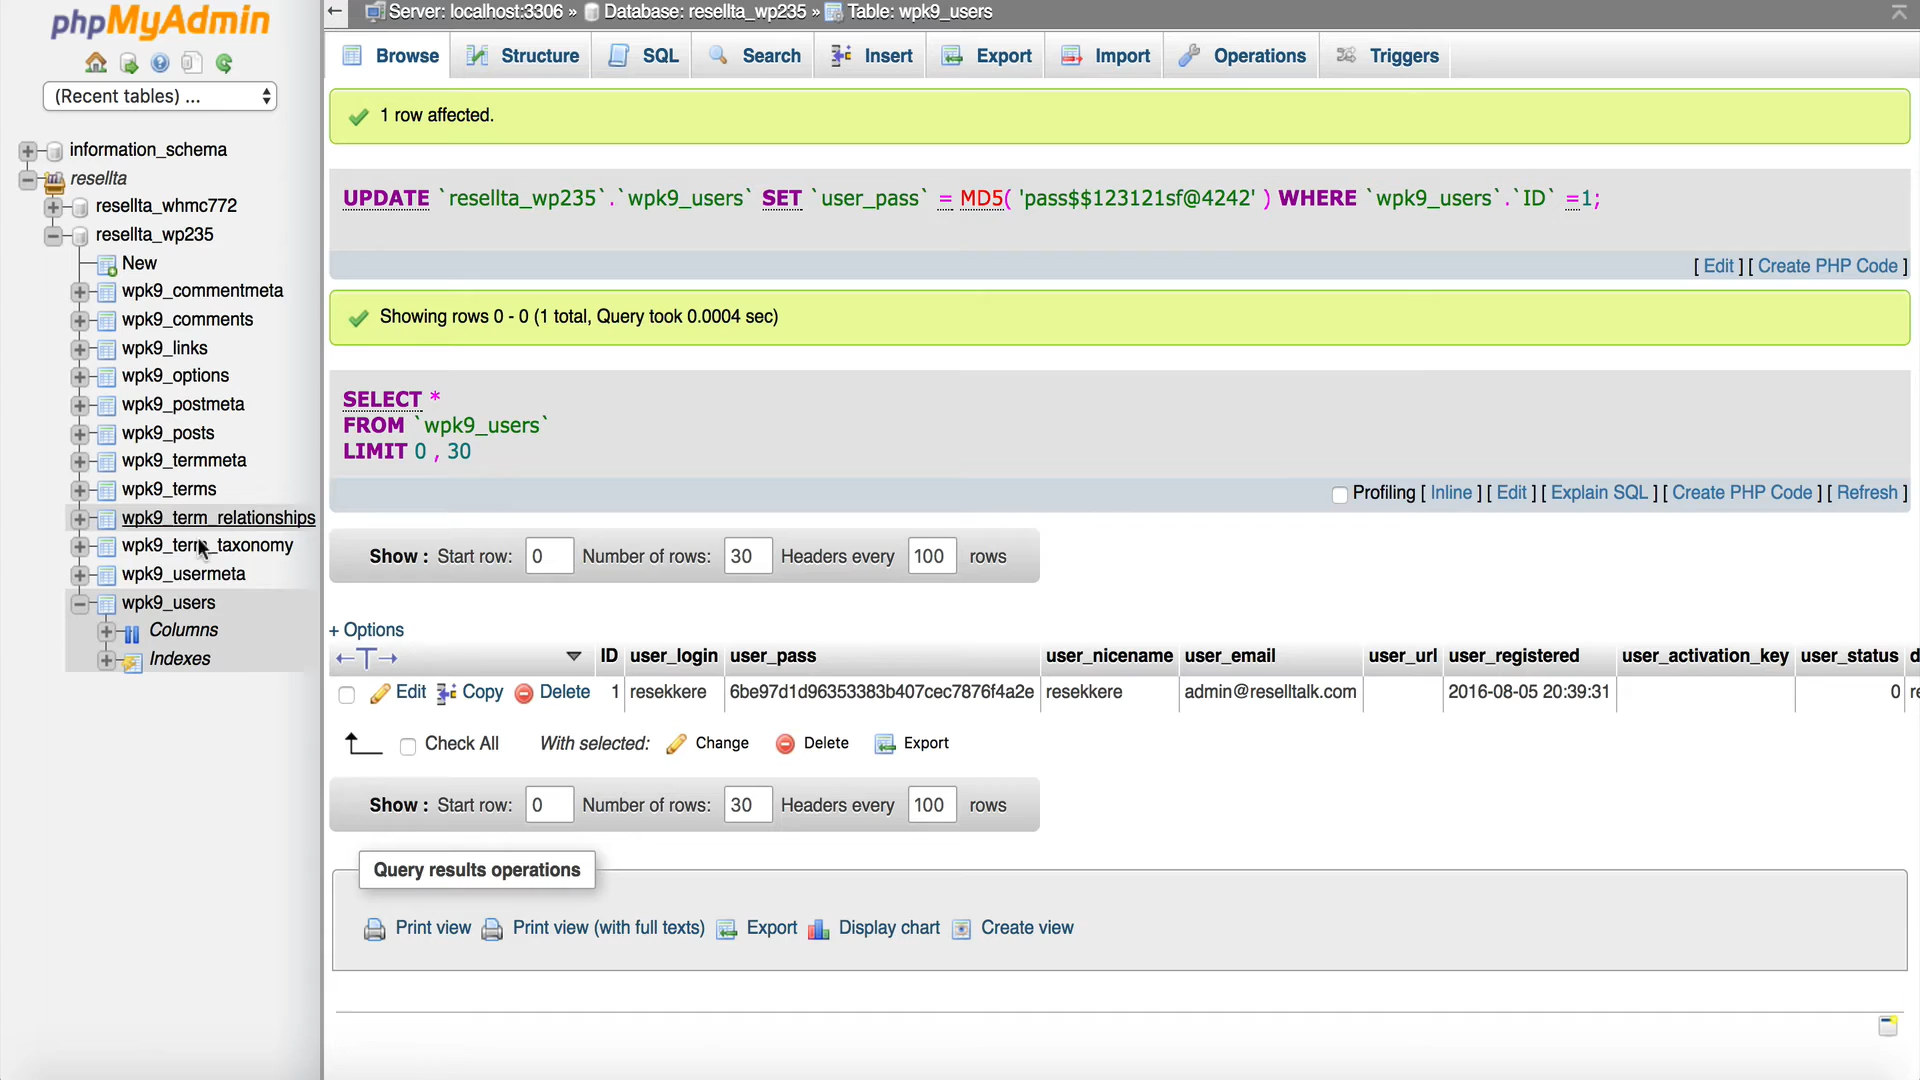 phpMyAdmin
(Recent tables) ...
information_schema
resellta
resellta_whmc772
resellta_wp235
New
wpk9_commentmeta
wpk9_comments
wpk9_links
wpk9_options
wpk9_postmeta
wpk9_posts
wpk9_termmeta
wpk9_terms
wpk9_term_relationships
wpk9_term_taxonomy
wpk9_usermeta
wpk9_users
Columns
Indexes
Server: localhost:3306 » Database: resellta_wp235 » Table: wpk9_users
Browse Structure SQL Search Insert Export Import Operations Triggers
1 row affected.
UPDATE `resellta_wp235`.`wpk9_users` SET `user_pass` = MD5( 'pass$$123121sf@4242' ) WHERE `wpk9_users`.`ID` =1;
[ Edit ] [ Create PHP Code ]
Showing rows 0 - 0 (1 total, Query took 0.0004 sec)
SELECT *
FROM `wpk9_users`
LIMIT 0 , 30
Profiling [ Inline ] [ Edit ] [ Explain SQL ] [ Create PHP Code ] [ Refresh ]
Show : Start row: 0 Number of rows: 30 Headers every 100 rows
+ Options
←T→ ID user_login user_pass user_nicename user_email user_url user_registered user_activation_key user_status d
Edit Copy Delete 1 resekkere 6be97d1d96353383b407cec7876f4a2e resekkere admin@reselltalk.com 2016-08-05 20:39:31 0 re
Check All With selected: Change Delete Export
Show : Start row: 0 Number of rows: 30 Headers every 100 rows
Query results operations
Print view Print view (with full texts) Export Display chart Create view